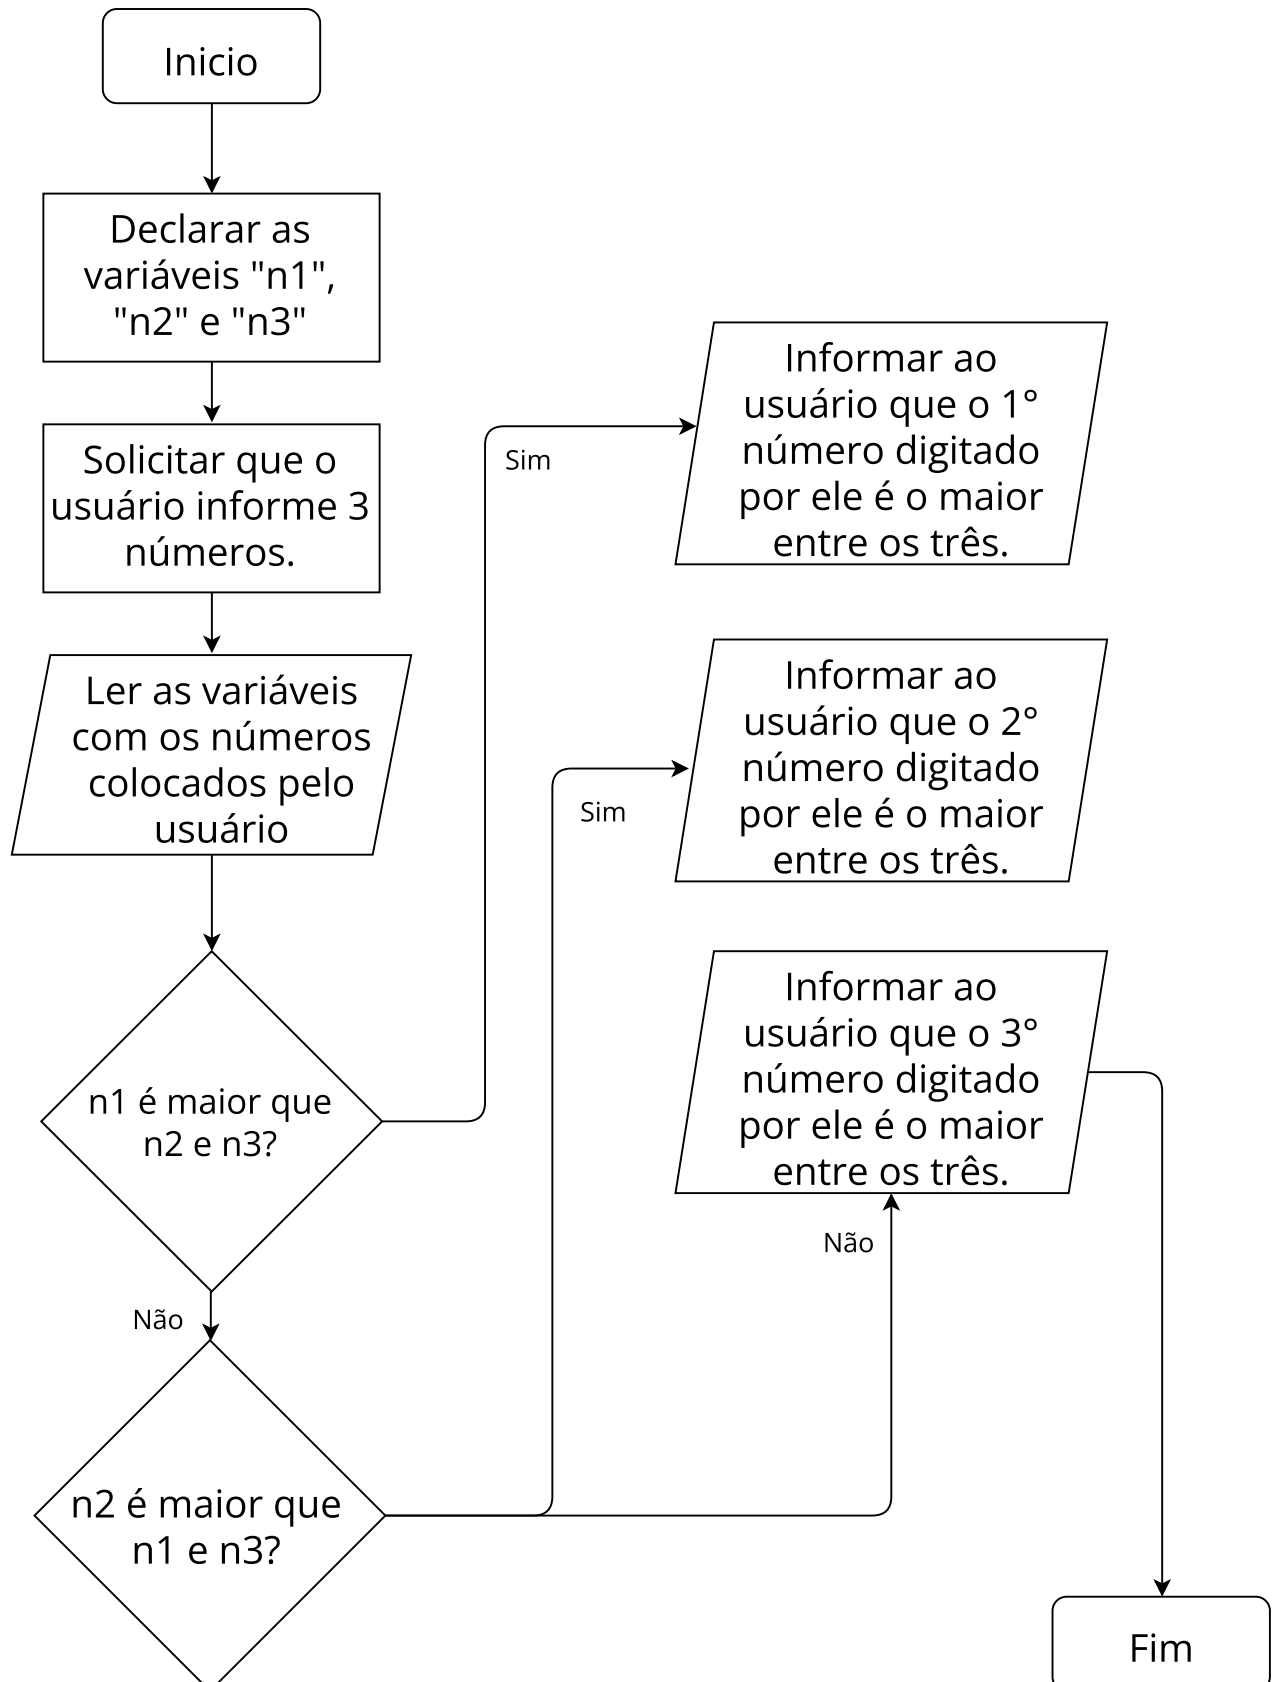 Inicio
Declarar as
variáveis "n1",
"n2" e "n3"
Solicitar que o
usuário informe 3
números.
Ler as variáveis
com os números
colocados pelo
usuário
n1 é maior que
n2 e n3?
Sim
Informar ao
usuário que o 1°
número digitado
por ele é o maior
entre os três.
Não
n2 é maior que
n1 e n3?
Sim
Informar ao
usuário que o 2°
número digitado
por ele é o maior
entre os três.
Não
Informar ao
usuário que o 3°
número digitado
por ele é o maior
entre os três.
Fim